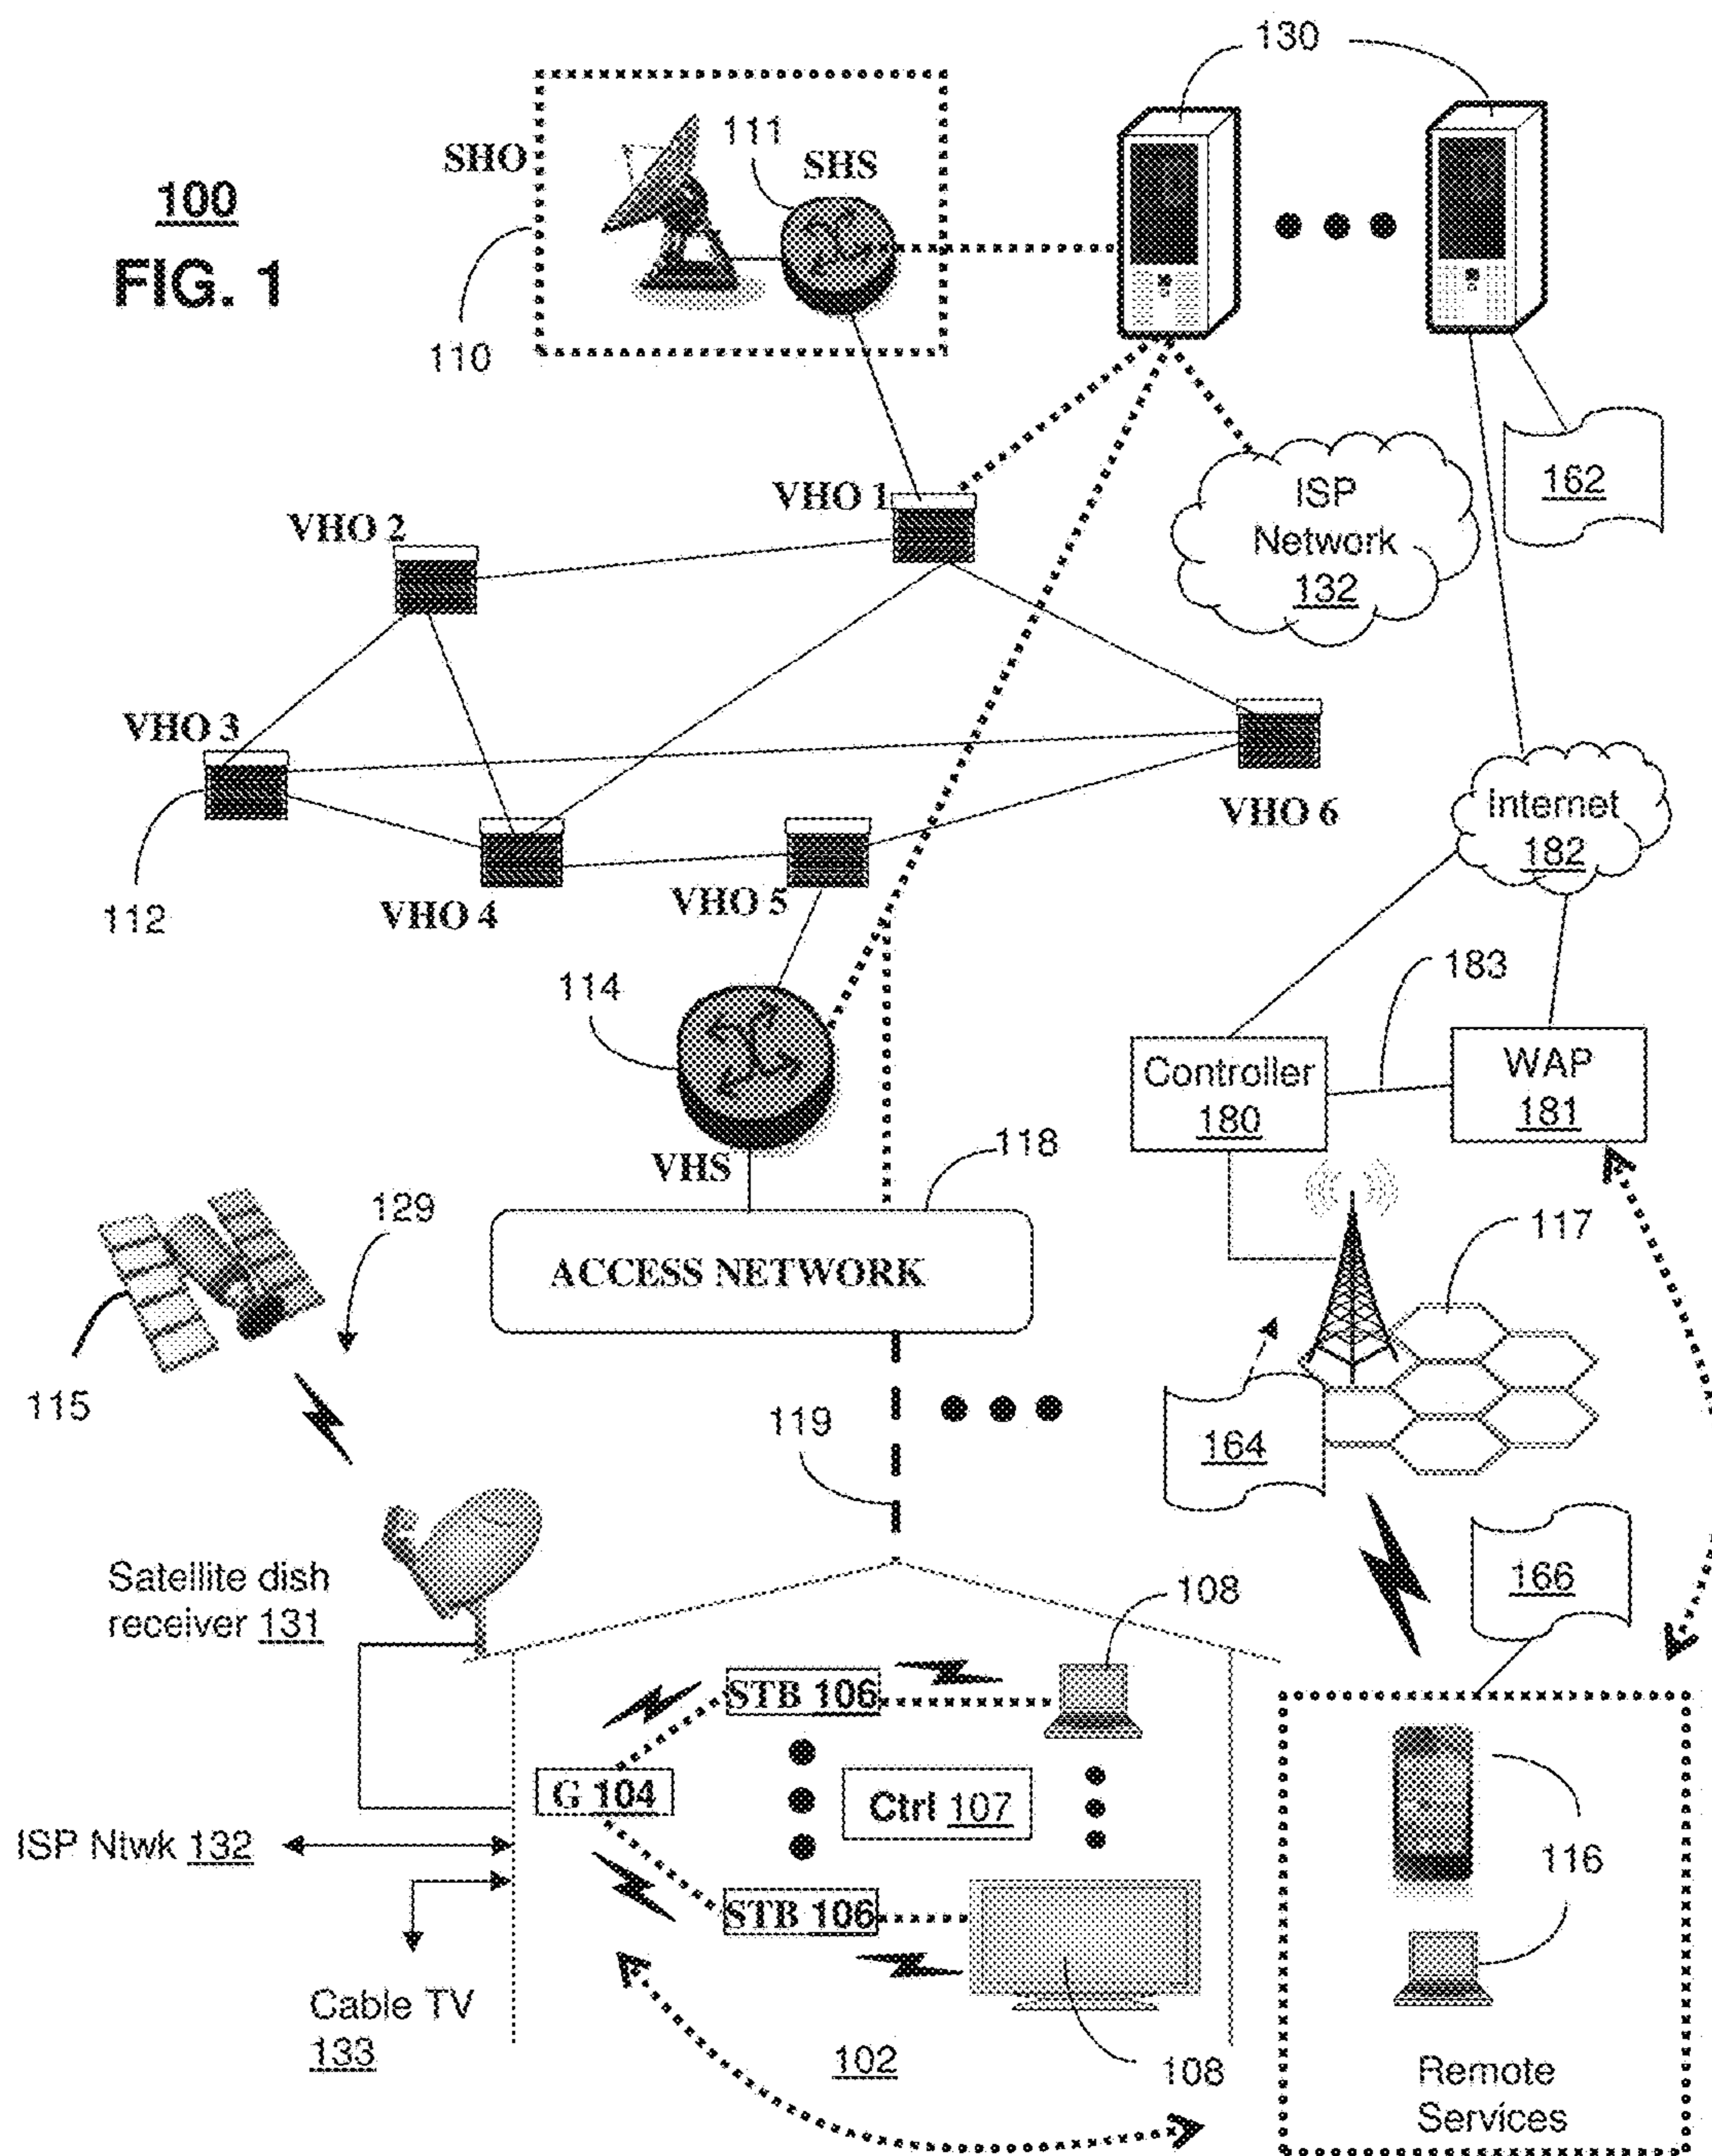 130
111
SHO
SHS
100
FIG. 1
110
162
ISP
Network
132
VHO 1
VHO 2
VHO 3
VHO 6
Internet
182
112
VHO 4
VHO 5
183
114
Controller
180
WAP
181
VHS
118
129
117
ACCESS NETWORK
115
119
164
166
Satellite dish
receiver 131
108
STB 106
G 104
Ctrl 107
ISP Ntwk 132
116
STB 106
Cable TV
133
102
108
Remote
Services